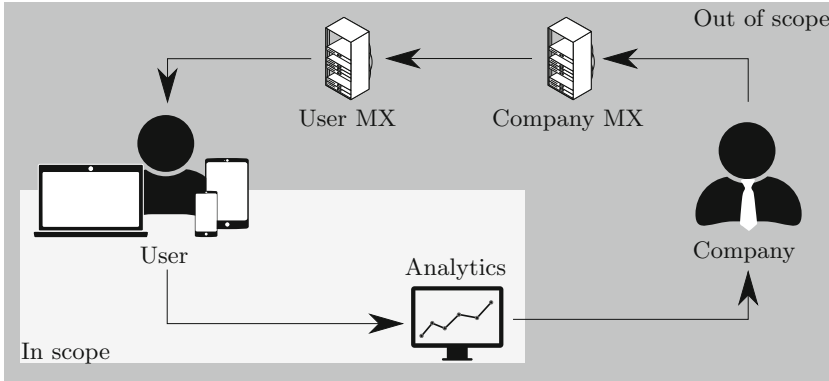 Out of scope
User MX
Company MX
User
Company
Analytics
In scope